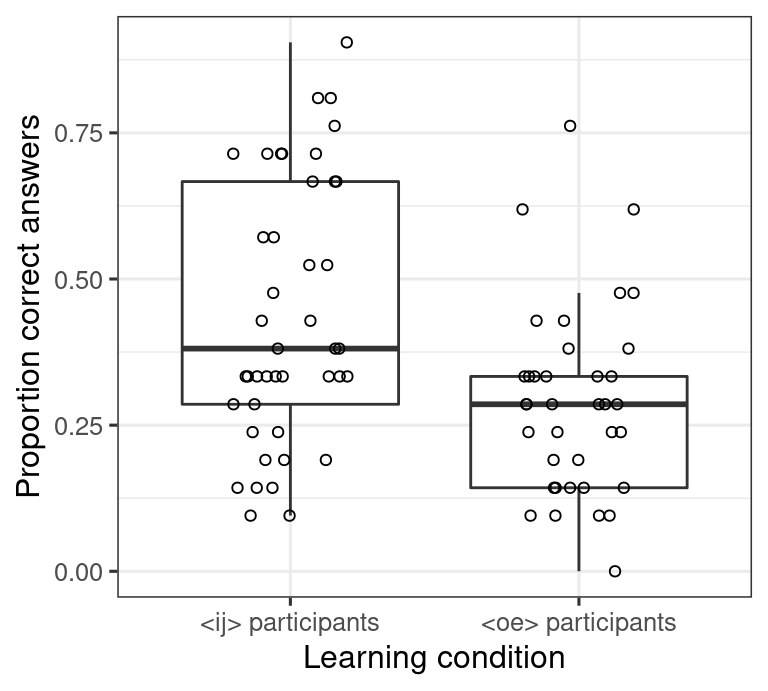 Proportion correct answers
0.75
0.50
0.25
0.00
<ij> participants
<oe> participants
Learning condition